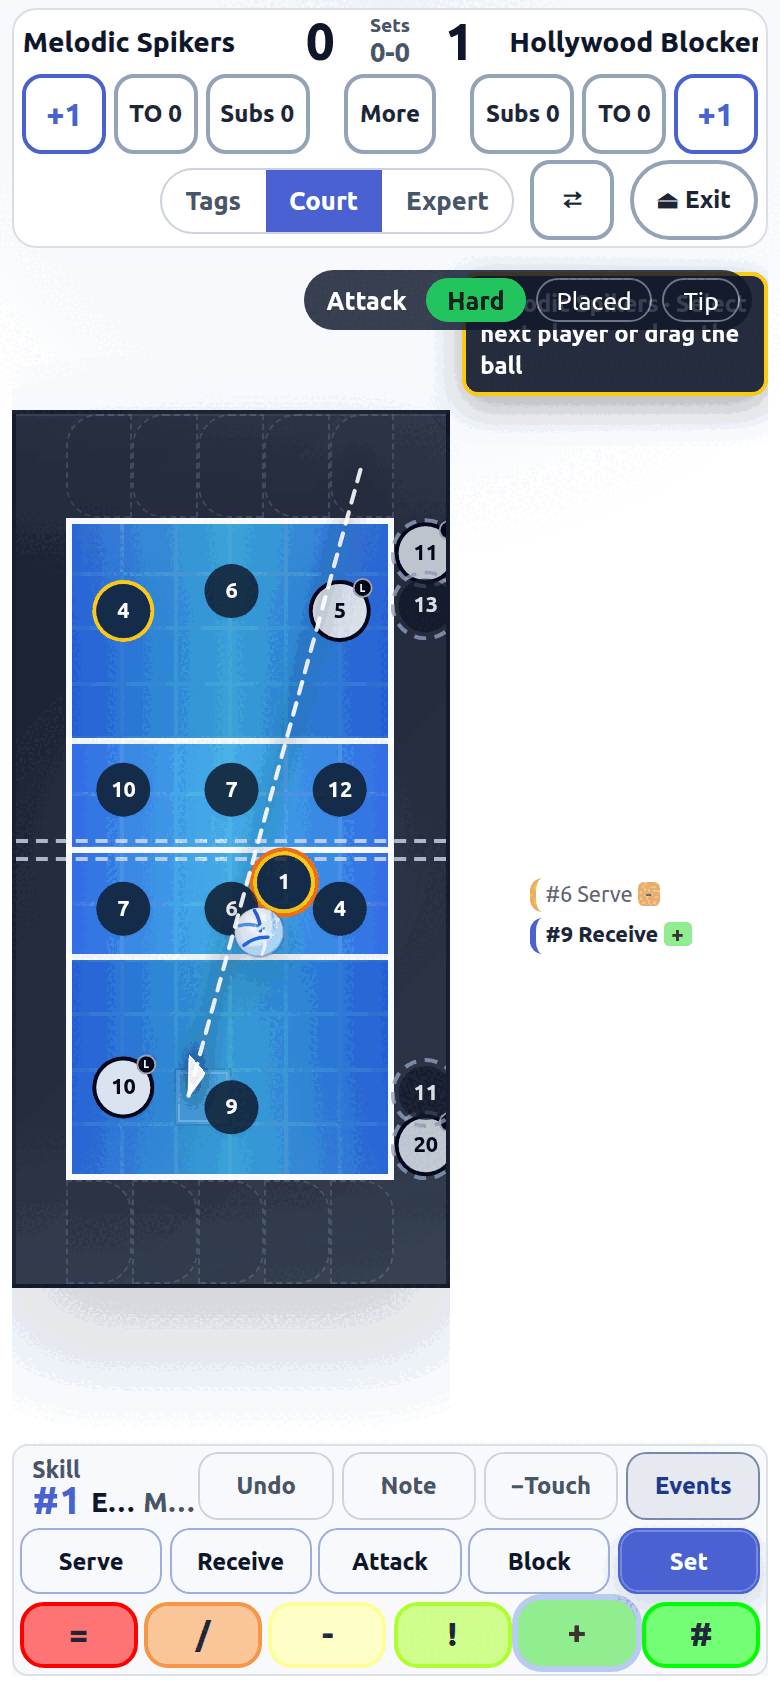 Melodic Spikers 0 Sets 0-0 1 Hollywood Blocker
+1 TO 0 Subs 0 More Subs 0 TO 0 +1
Tags Court Expert ⇄ ⏏ Exit
Attack Hard Placed Tip
next player or drag the
ball
11
6
4 5 L
13
10 7 12
1
7 6 4
#6 Serve -
#9 Receive +
L
10 9 11
20
Skill
#1 E... M... Undo Note −Touch Events
Serve Receive Attack Block Set
= / - ! + #